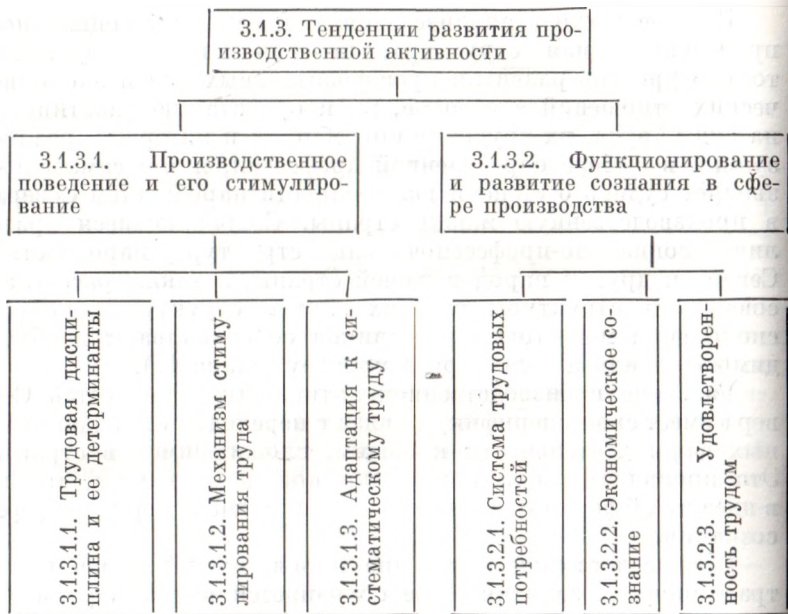 3.1.3. Тенденции развития про-
изводственной активности
3.1.3.1. Производственное
поведение и его стимулиро-
вание
3.1.3.2. Функционирование
и развитие сознания в сфе-
ре производства
3.1.3.1.1. Трудовая дисци
плина и её детерминанты
3.1.3.1.2. Механизм стиму-
лирования труда
3.1.3.1.3. Адаптация к си-
стематическому труду
3.1.3.2.1. Система трудовых
потребностей
3.1.3.2.2. Экономическое со-
знание
3.1.3.2.3. Удовлетворен-
ность трудом